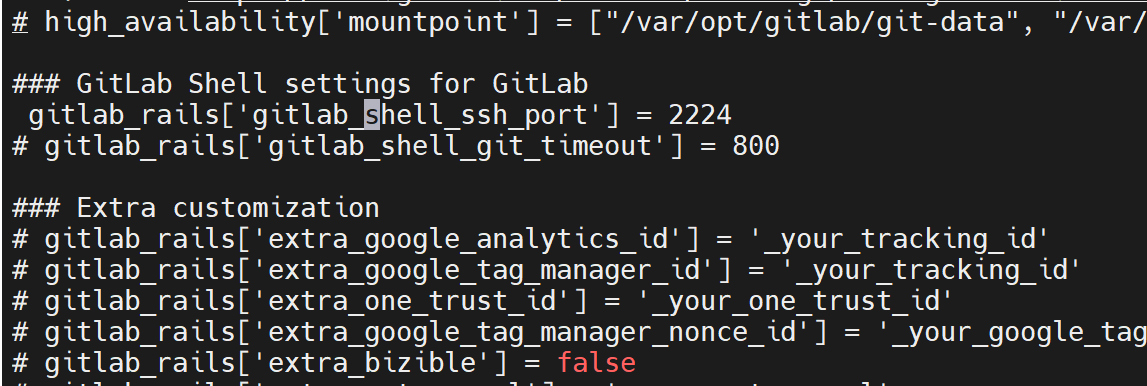 # high_availability['mountpoint'] = ["/var/opt/gitlab/git-data", "/var/
### GitLab Shell settings for GitLab
gitlab_rails['gitlab_shell_ssh_port'] = 2224
# gitlab_rails['gitlab_shell_git_timeout'] = 800
### Extra customization
# gitlab_rails['extra_google_analytics_id'] = '_your_tracking_id'
# gitlab_rails['extra_google_tag_manager_id'] = '_your_tracking_id'
# gitlab_rails['extra_one_trust_id'] = '_your_one_trust_id'
# gitlab_rails['extra_google_tag_manager_nonce_id'] = '_your_google_tag
# gitlab_rails['extra_bizible'] = false